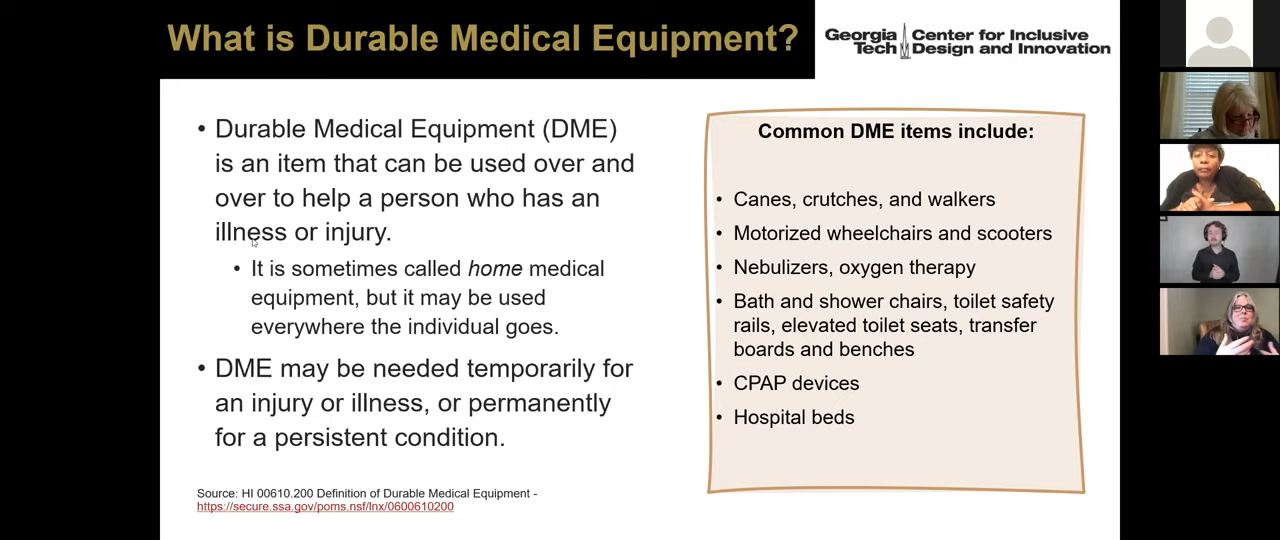 What is Durable Medical Equipment?
Georgia Tech
Center for Inclusive
Design and Innovation
• Durable Medical Equipment (DME)
is an item that can be used over and
over to help a person who has an
illness or injury.
• It is sometimes called home medical
equipment, but it may be used
everywhere the individual goes.
• DME may be needed temporarily for
an injury or illness, or permanently
for a persistent condition.
Source: HI 00610.200 Definition of Durable Medical Equipment -
https://secure.ssa.gov/poms.nsf/lnx/0600610200
Common DME items include:
• Canes, crutches, and walkers
• Motorized wheelchairs and scooters
• Nebulizers, oxygen therapy
• Bath and shower chairs, toilet safety
rails, elevated toilet seats, transfer
boards and benches
• CPAP devices
• Hospital beds